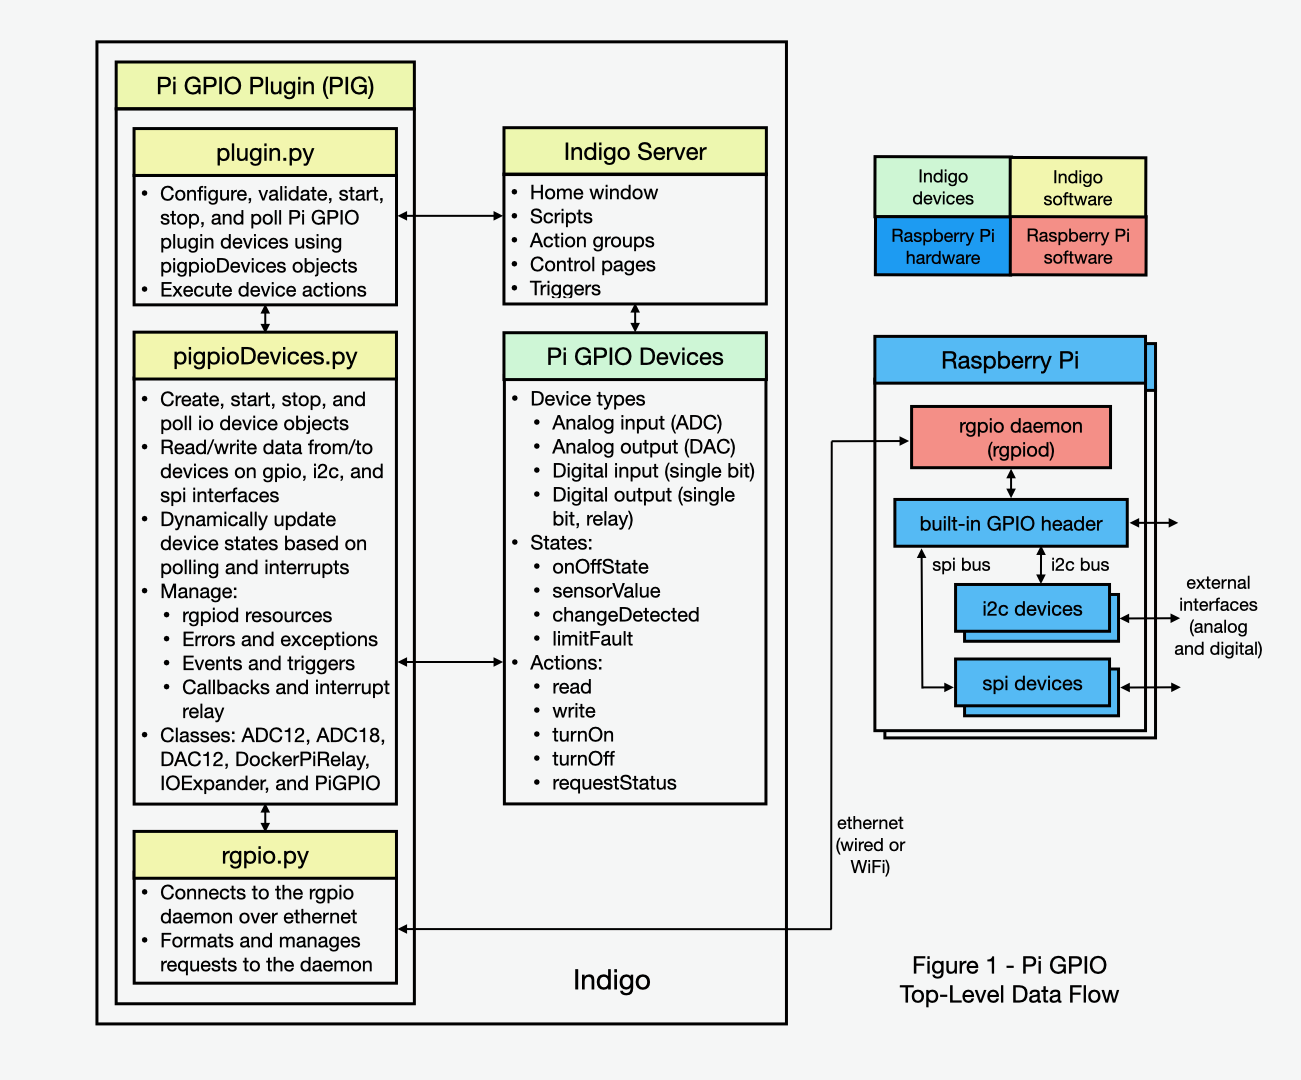 Pi GPIO Plugin (PIG)
plugin.py
• Configure, validate, start,
stop, and poll Pi GPIO
plugin devices using
pigpioDevices objects
• Execute device actions
pigpioDevices.py
• Create, start, stop, and
poll io device objects
• Read/write data from/to
devices on gpio, i2c, and
spi interfaces
• Dynamically update
device states based on
polling and interrupts
• Manage:
• rgpiod resources
• Errors and exceptions
• Events and triggers
• Callbacks and interrupt
relay
• Classes: ADC12, ADC18,
DAC12, DockerPiRelay,
IOExpander, and PiGPIO
rgpio.py
• Connects to the rgpio
daemon over ethernet
• Formats and manages
requests to the daemon
Indigo Server
• Home window
• Scripts
• Action groups
• Control pages
• Triggers
Pi GPIO Devices
• Device types
• Analog input (ADC)
• Analog output (DAC)
• Digital input (single bit)
• Digital output (single
bit, relay)
• States:
• onOffState
• sensorValue
• changeDetected
• limitFault
• Actions:
• read
• write
• turnOn
• turnOff
• requestStatus
Indigo
Indigo
devices
Indigo
software
Raspberry Pi
hardware
Raspberry Pi
software
Raspberry Pi
rgpio daemon
(rgpiod)
built-in GPIO header
spi bus
i2c bus
i2c devices
spi devices
external
interfaces
(analog
and digital)
ethernet
(wired or
WiFi)
Figure 1 - Pi GPIO
Top-Level Data Flow